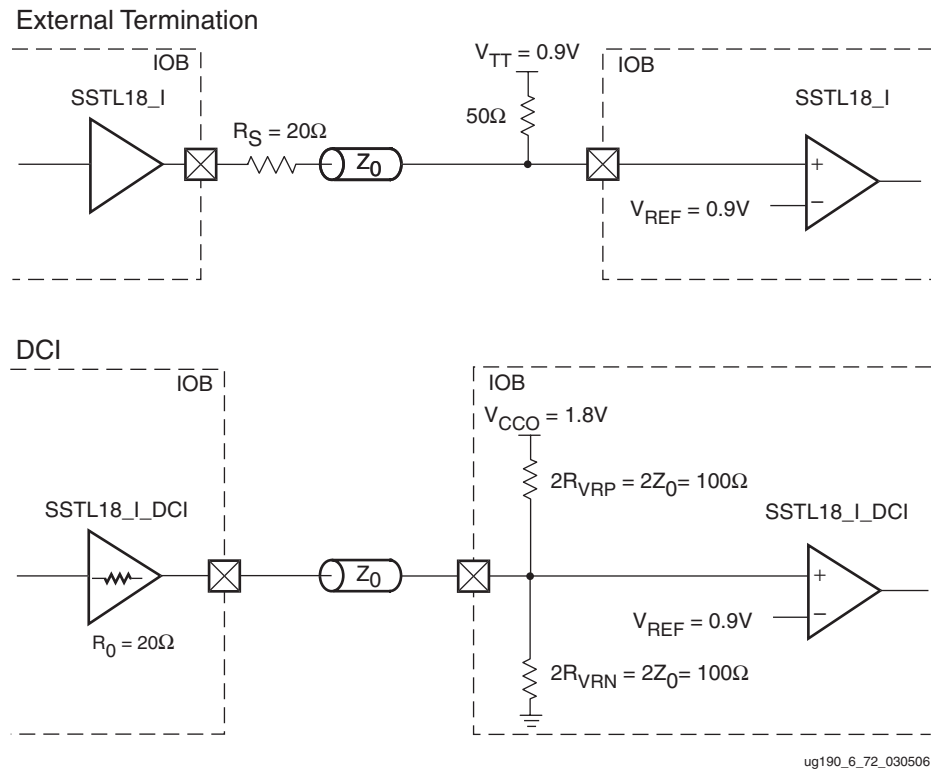 External Termination
IOB
SSTL18_I
R_S = 20Ω
Z_0
V_TT = 0.9V
50Ω
IOB
SSTL18_I
+
V_REF = 0.9V
–
DCI
IOB
SSTL18_I_DCI
R_0 = 20Ω
Z_0
IOB
V_CCO = 1.8V
2R_VRP = 2Z_0 = 100Ω
SSTL18_I_DCI
+
V_REF = 0.9V
–
2R_VRN = 2Z_0 = 100Ω
ug190_6_72_030506